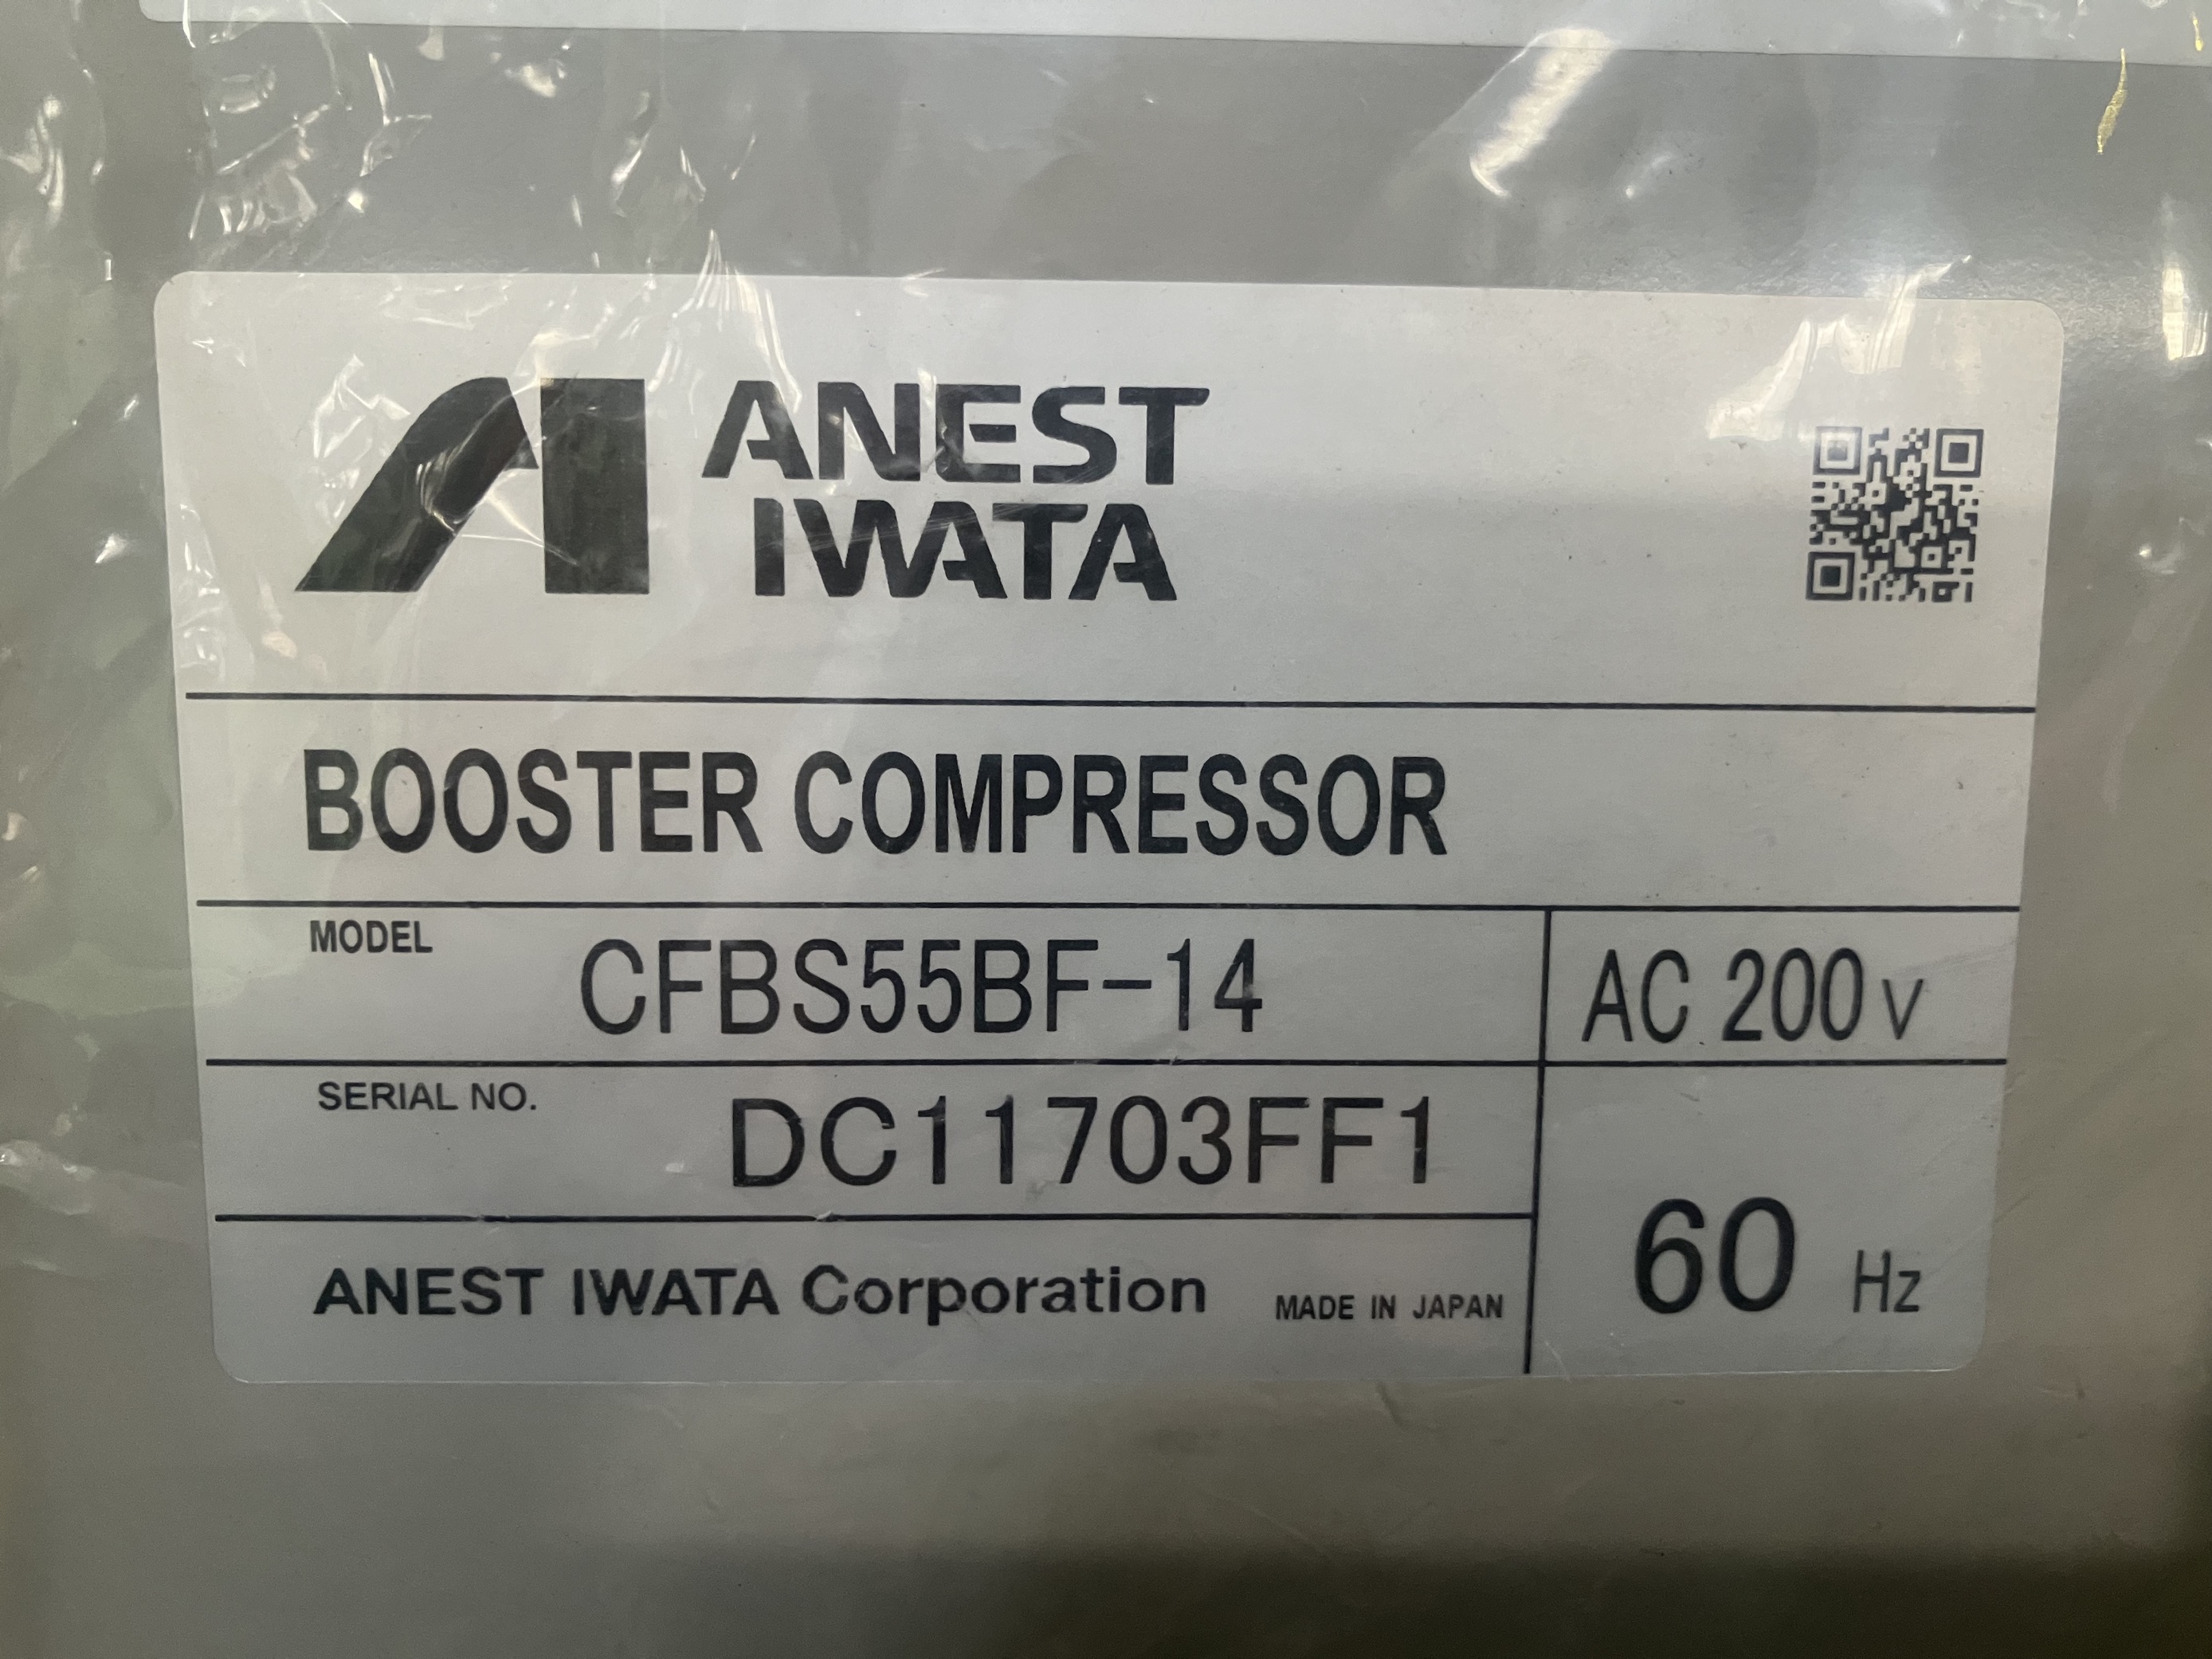 ANEST
IWATA
BOOSTER COMPRESSOR
MODEL CFBS55BF-14 AC 200 V
SERIAL NO. DC11703FF1
60 Hz
ANEST IWATA Corporation MADE IN JAPAN